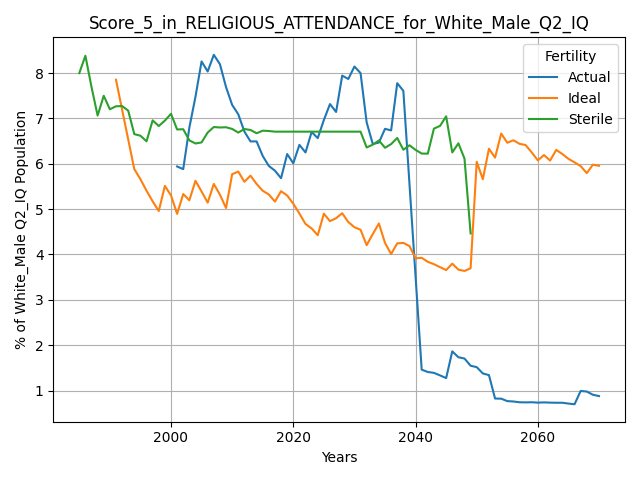 Score_5_in_RELIGIOUS_ATTENDANCE_for_White_Male_Q2_IQ
% of White_Male Q2_IQ Population
8
7
6
5
4
3
2
1
Fertility
Actual
Ideal
Sterile
2000 2020 2040 2060
Years